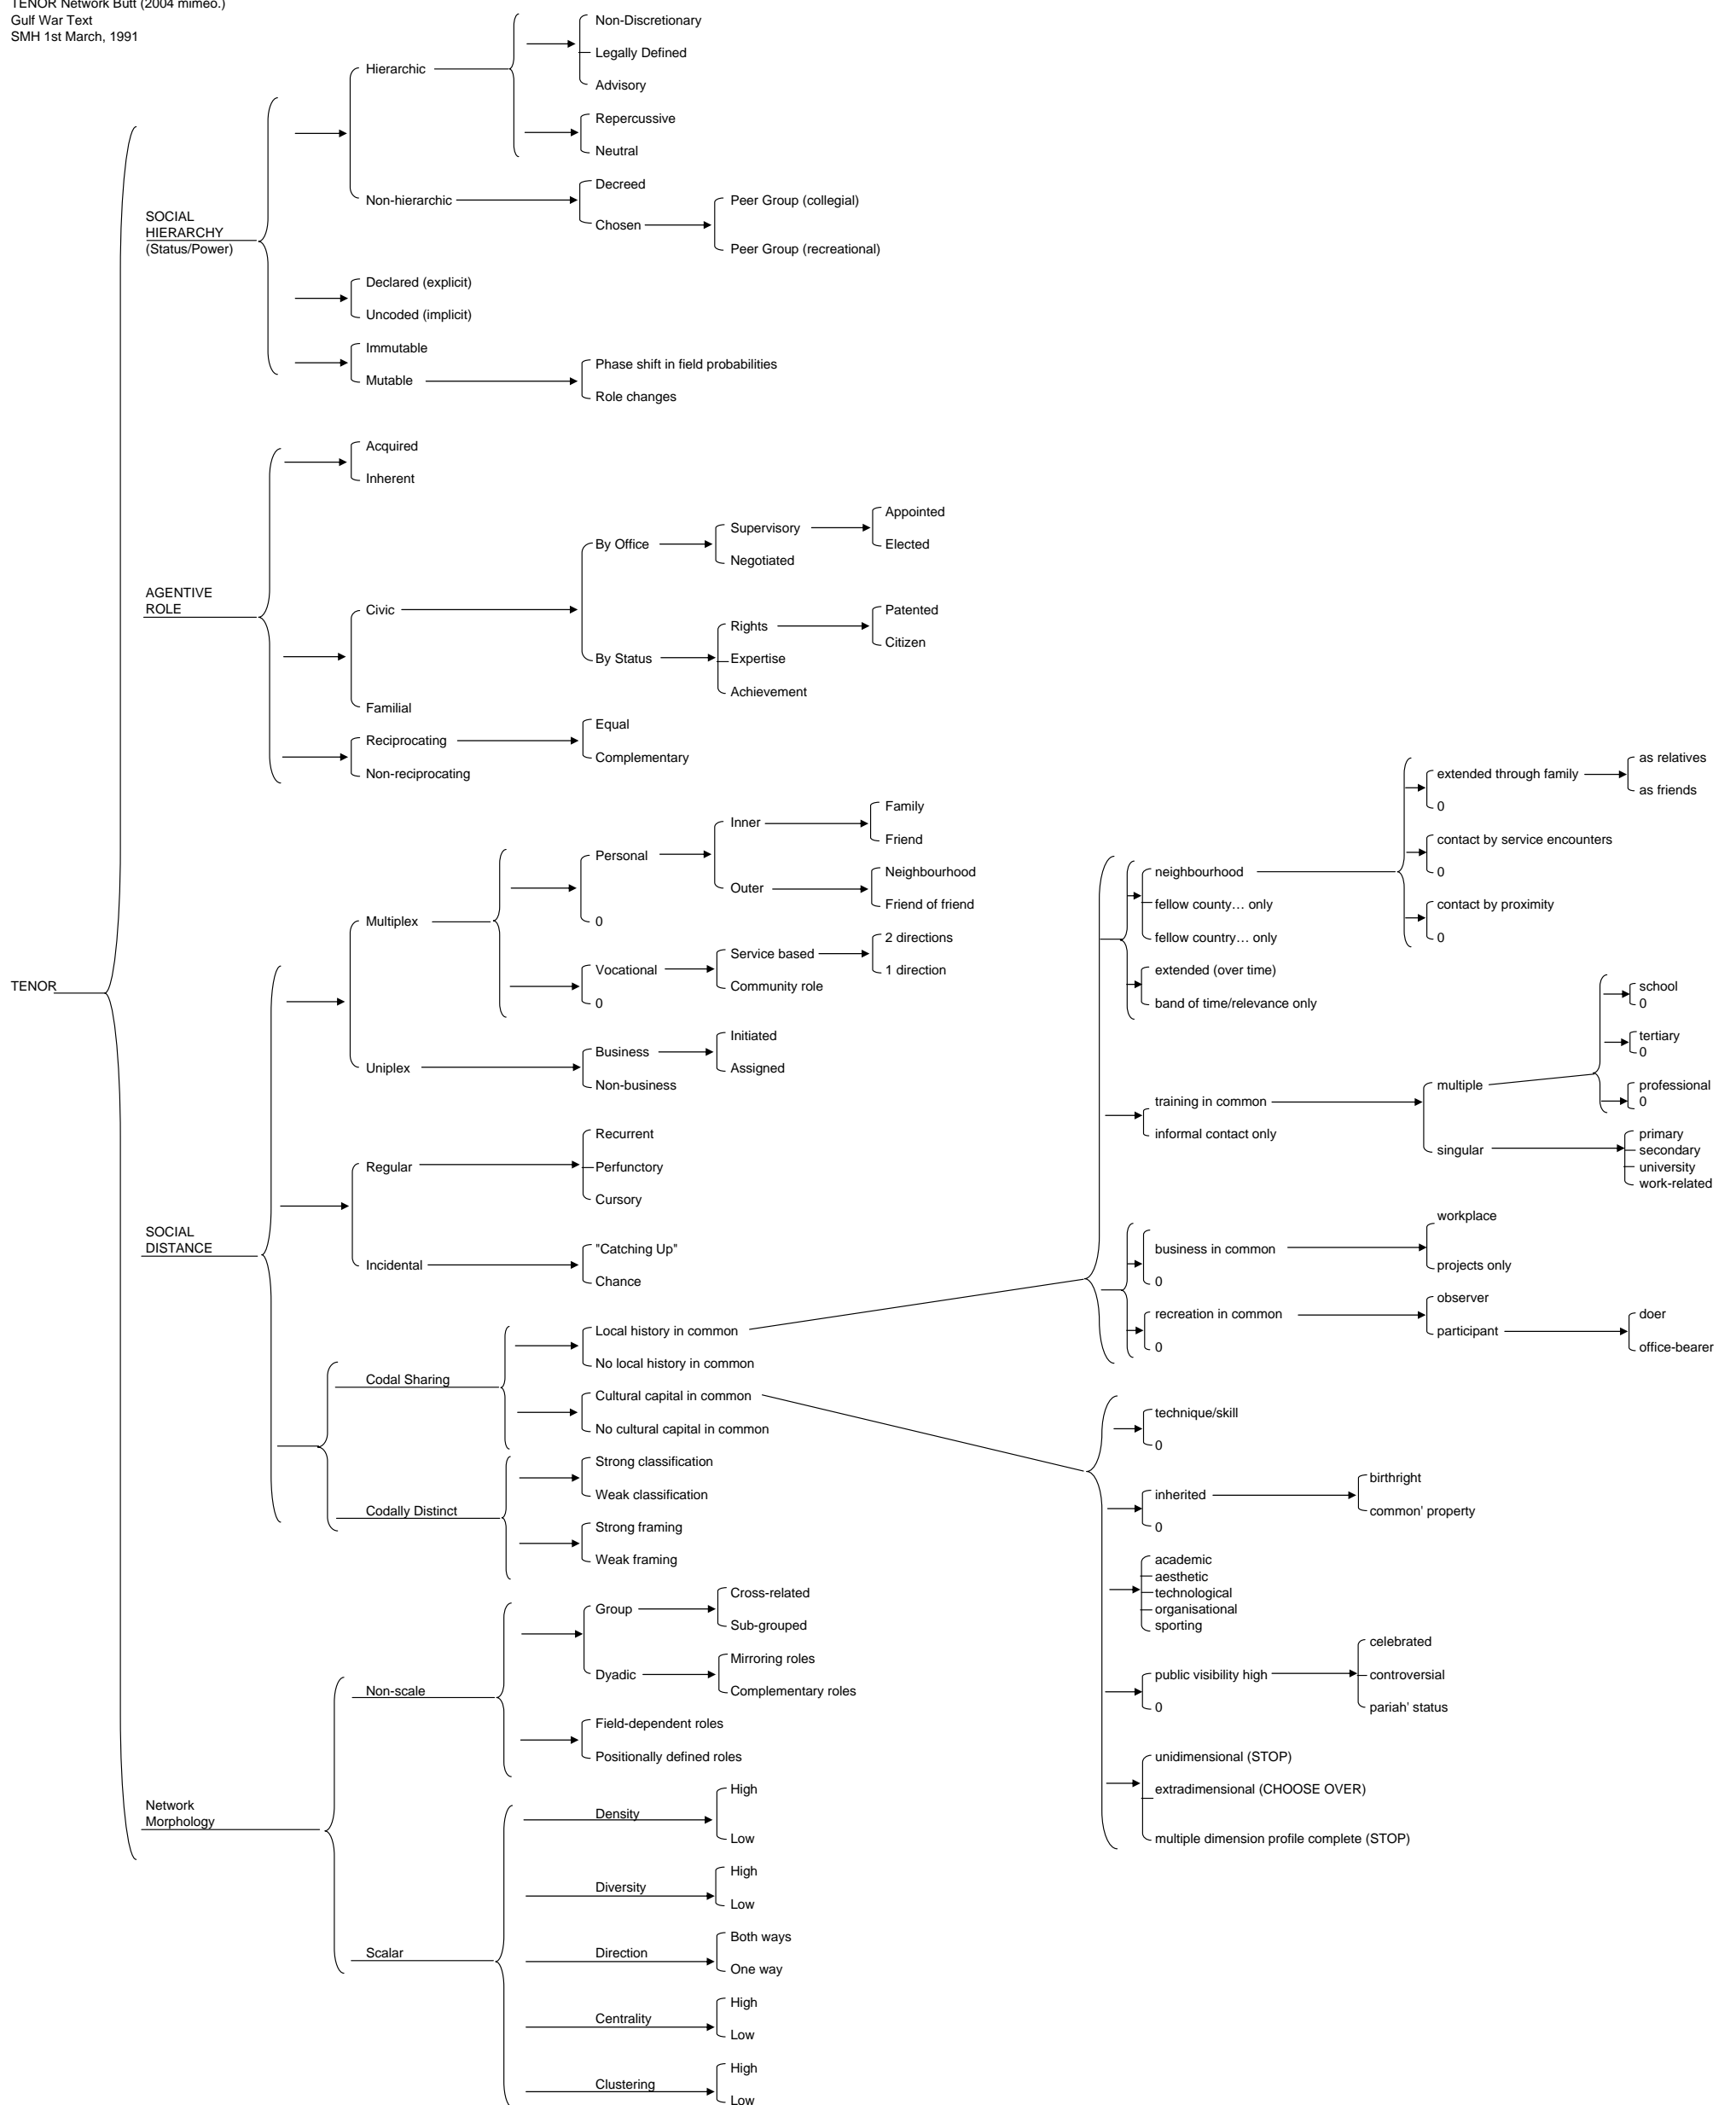 TENOR Network Butt (2004 mimeo.)
Gulf War Text
SMH 1st March, 1991
TENOR
SOCIAL
HIERARCHY
(Status/Power)
Hierarchic
Non-Discretionary
Legally Defined
Advisory
Repercussive
Neutral
Non-hierarchic
Decreed
Chosen
Peer Group (collegial)
Peer Group (recreational)
Declared (explicit)
Uncoded (implicit)
Immutable
Mutable
Phase shift in field probabilities
Role changes
AGENTIVE
ROLE
Acquired
Inherent
Civic
By Office
Supervisory
Appointed
Elected
Negotiated
By Status
Rights
Patented
Citizen
Expertise
Achievement
Familial
Reciprocating
Equal
Complementary
Non-reciprocating
SOCIAL
DISTANCE
Multiplex
Personal
Inner
Family
Friend
Outer
Neighbourhood
Friend of friend
0
Vocational
Service based
2 directions
1 direction
Community role
0
Uniplex
Business
Initiated
Assigned
Non-business
Regular
Recurrent
Perfunctory
Cursory
Incidental
"Catching Up"
Chance
Codal Sharing
Local history in common
No local history in common
Cultural capital in common
No cultural capital in common
Codally Distinct
Strong classification
Weak classification
Strong framing
Weak framing
neighbourhood
extended through family
as relatives
as friends
0
contact by service encounters
0
contact by proximity
0
fellow county… only
fellow country… only
extended (over time)
band of time/relevance only
training in common
multiple
school
0
tertiary
0
professional
0
singular
primary
secondary
university
work-related
informal contact only
business in common
workplace
projects only
0
recreation in common
observer
participant
doer
office-bearer
0
technique/skill
0
inherited
birthright
common' property
0
academic
aesthetic
technological
organisational
sporting
public visibility high
celebrated
controversial
pariah' status
0
unidimensional (STOP)
extradimensional (CHOOSE OVER)
multiple dimension profile complete (STOP)
Network
Morphology
Non-scale
Group
Cross-related
Sub-grouped
Dyadic
Mirroring roles
Complementary roles
Field-dependent roles
Positionally defined roles
Scalar
Density
High
Low
Diversity
High
Low
Direction
Both ways
One way
Centrality
High
Low
Clustering
High
Low